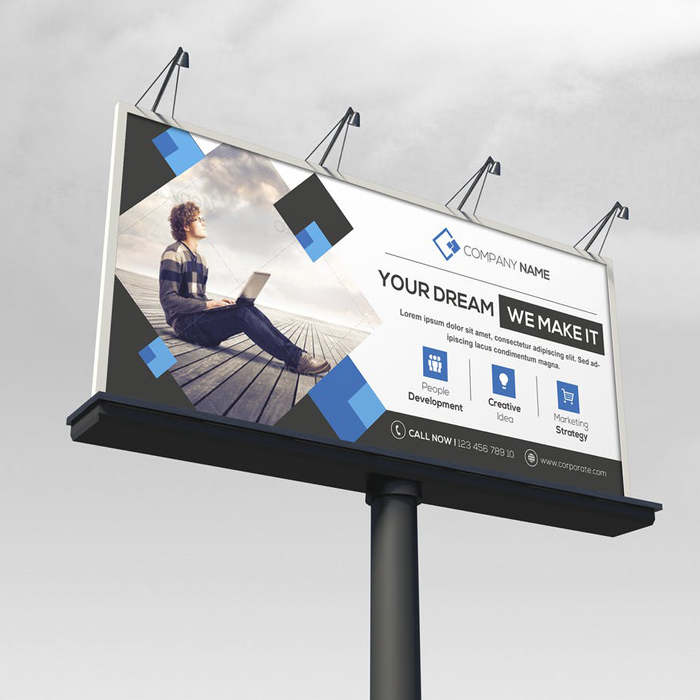 COMPANY NAME
YOUR DREAM WE MAKE IT
Lorem ipsum dolor sit amet, consectetur adipiscing elit. Sed ad-
ipiscing lacus condimentum magna.
People
Development
Creative
Idea
Marketing
Strategy
CALL NOW ! 123 456 789 10
www.corporate.com